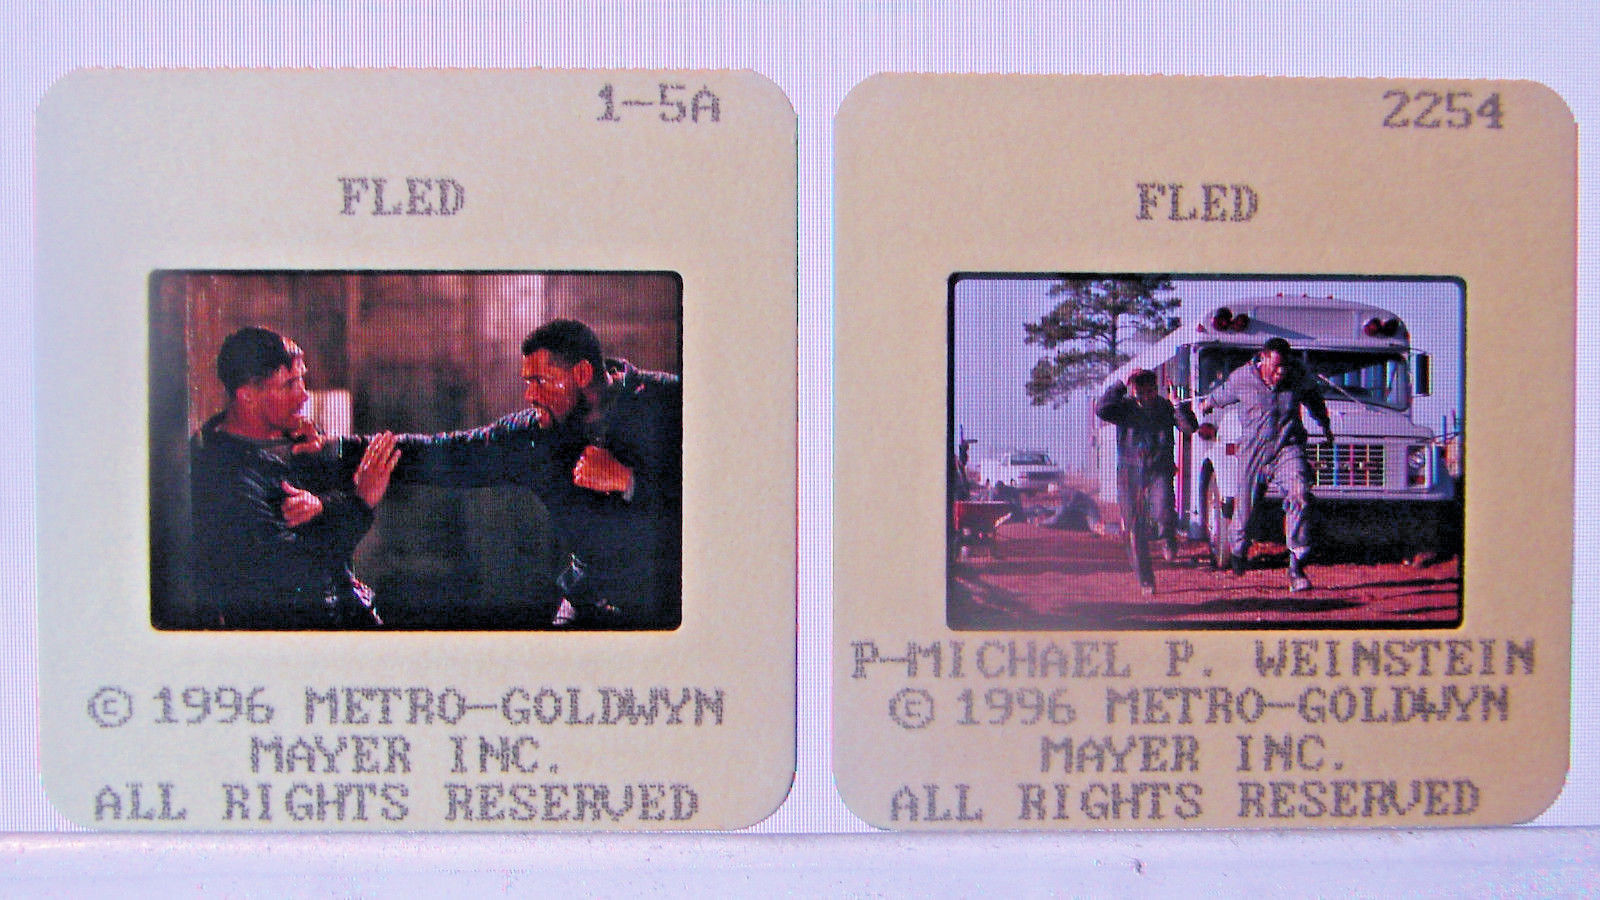 1-5A
FLED
© 1996 METRO-GOLDWYN
MAYER INC.
ALL RIGHTS RESERVED
2254
FLED
P-MICHAEL P. WEINSTEIN
© 1996 METRO-GOLDWYN
MAYER INC.
ALL RIGHTS RESERVED